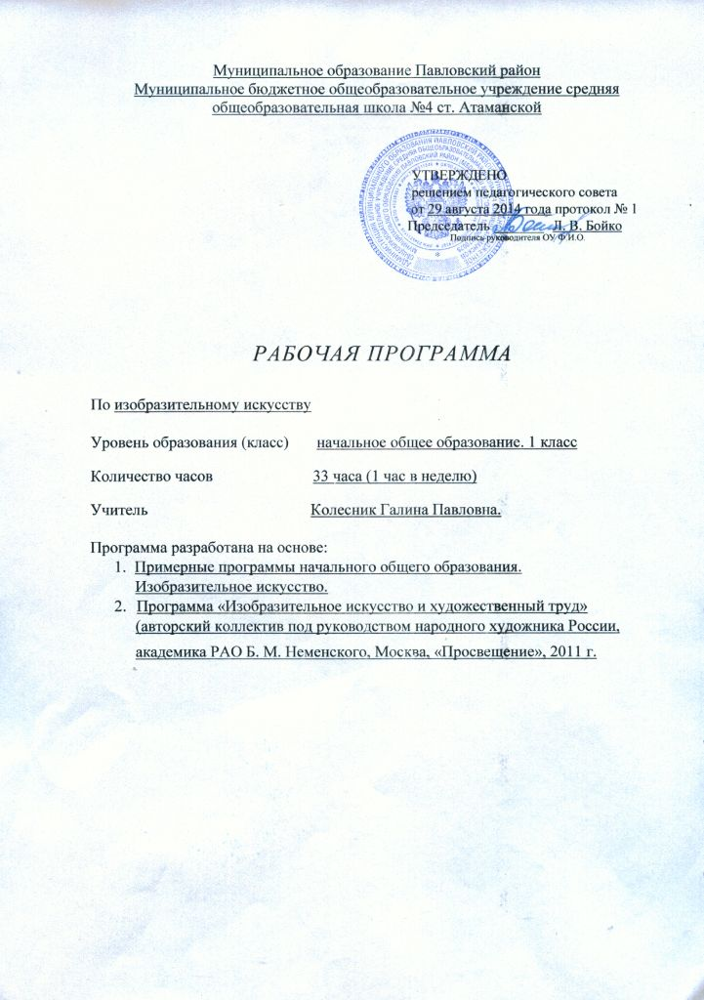 Муниципальное образование Павловский район
Муниципальное бюджетное общеобразовательное учреждение средняя
общеобразовательная школа №4 ст. Атаманской
УТВЕРЖДЕНО
решением педагогического совета
от 29 августа 2014 года протокол № 1
Председатель Л. В. Бойко
Подпись руководителя ОУ Ф.И.О.
РАБОЧАЯ ПРОГРАММА
По изобразительному искусству
Уровень образования (класс) начальное общее образование. 1 класс
Количество часов 33 часа (1 час в неделю)
Учитель Колесник Галина Павловна.
Программа разработана на основе:
1. Примерные программы начального общего образования.
Изобразительное искусство.
2. Программа «Изобразительное искусство и художественный труд»
(авторский коллектив под руководством народного художника России,
академика РАО Б. М. Неменского, Москва, «Просвещение», 2011 г.